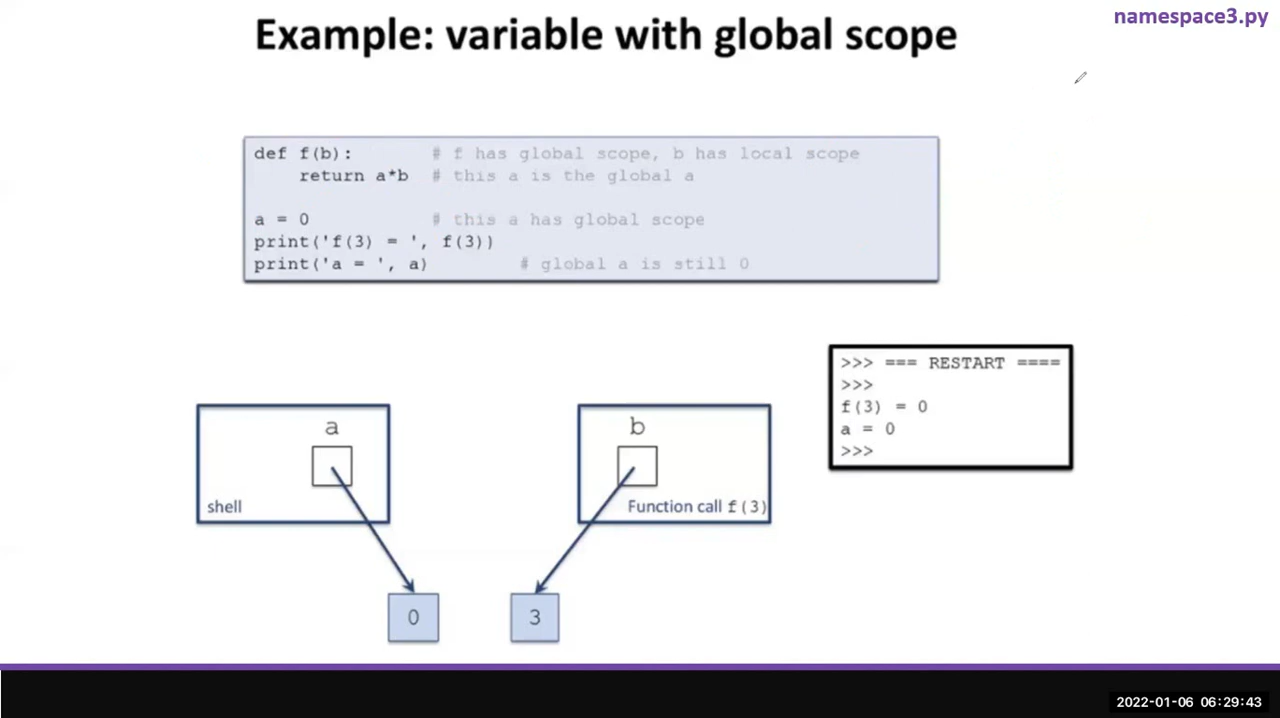 namespace3.py
Example: variable with global scope
def f(b):        # f has global scope, b has local scope
    return a*b  # this a is the global a
a = 0            # this a has global scope
print('f(3) = ', f(3))
print('a = ', a)        # global a is still 0
>>> === RESTART ====
>>>
f(3) = 0
a = 0
>>>
a
shell
b
Function call f(3)
0
3
2022-01-06 06:29:43